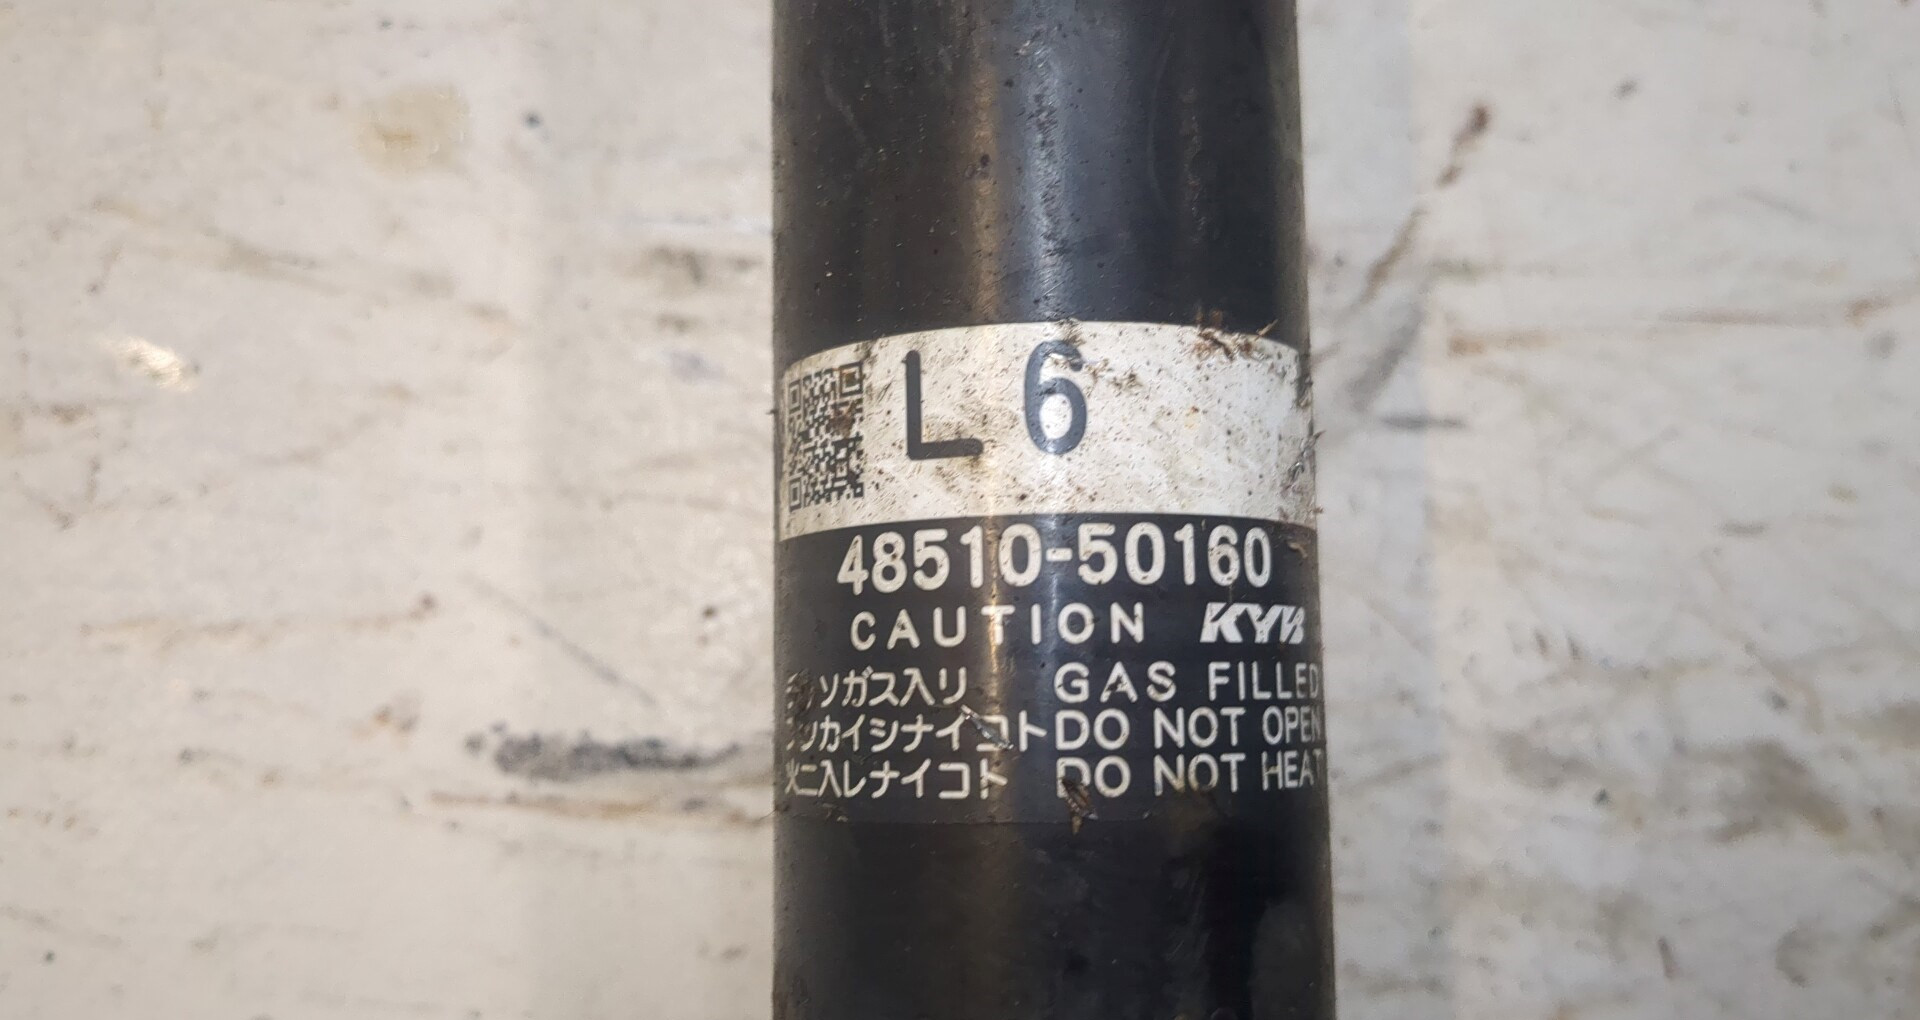 L 6
48510-50160
CAUTION KYB
ソガス入リ GAS FILLED
ツカイシナイコト DO NOT OPEN
火ニ入レナイコト DO NOT HEAT